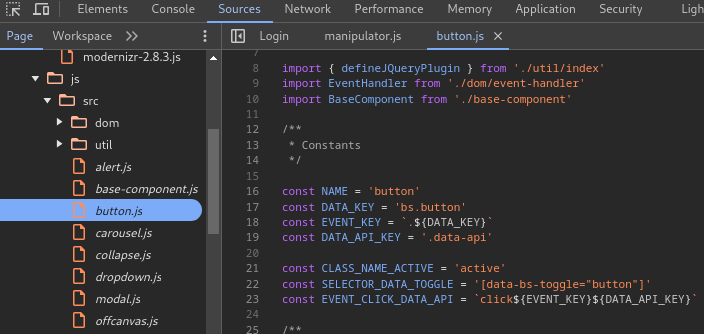 Elements Console Sources Network Performance Memory Application Security Ligh
Page Workspace >> Login manipulator.js button.js ×
modernizr-2.8.3.js
js
src
dom
util
alert.js
base-component.js
button.js
carousel.js
collapse.js
dropdown.js
modal.js
offcanvas.js
7
8 import { defineJQueryPlugin } from './util/index'
9 import EventHandler from './dom/event-handler'
10 import BaseComponent from './base-component'
11
12 /**
13 * Constants
14 */
15
16 const NAME = 'button'
17 const DATA_KEY = 'bs.button'
18 const EVENT_KEY = `.${DATA_KEY}`
19 const DATA_API_KEY = '.data-api'
20
21 const CLASS_NAME_ACTIVE = 'active'
22 const SELECTOR_DATA_TOGGLE = '[data-bs-toggle="button"]'
23 const EVENT_CLICK_DATA_API = `click${EVENT_KEY}${DATA_API_KEY}`
24
25 /**